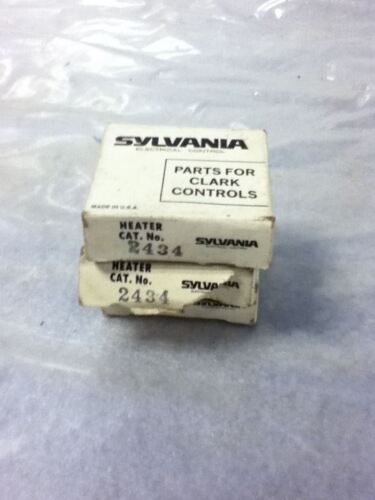 SYLVANIA
ELECTRICAL CONTROL
PARTS FOR
CLARK
CONTROLS
MADE IN U.S.A.
HEATER
CAT. No.
2434
SYLVANIA
HEATER
CAT. No.
2434
SYLVANIA